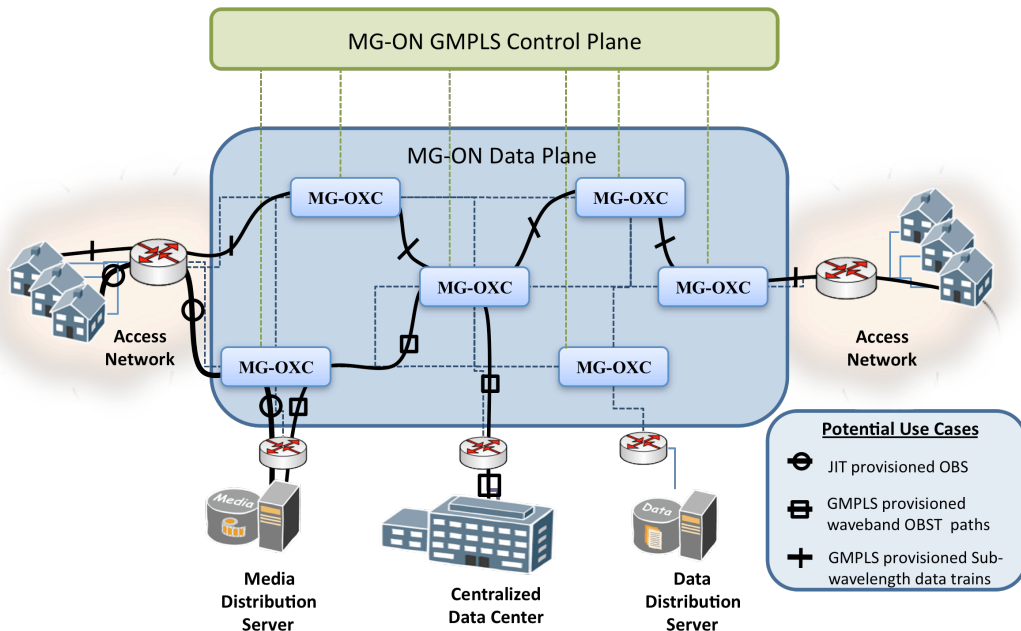 MG-ON GMPLS Control Plane
MG-ON Data Plane
MG-OXC
MG-OXC
MG-OXC
MG-OXC
MG-OXC
MG-OXC
Access
Network
Access
Network
Media
Data
Media
Distribution
Server
Centralized
Data Center
Data
Distribution
Server
Potential Use Cases
JIT provisioned OBS
GMPLS provisioned
waveband OBST paths
GMPLS provisioned Sub-
wavelength data trains